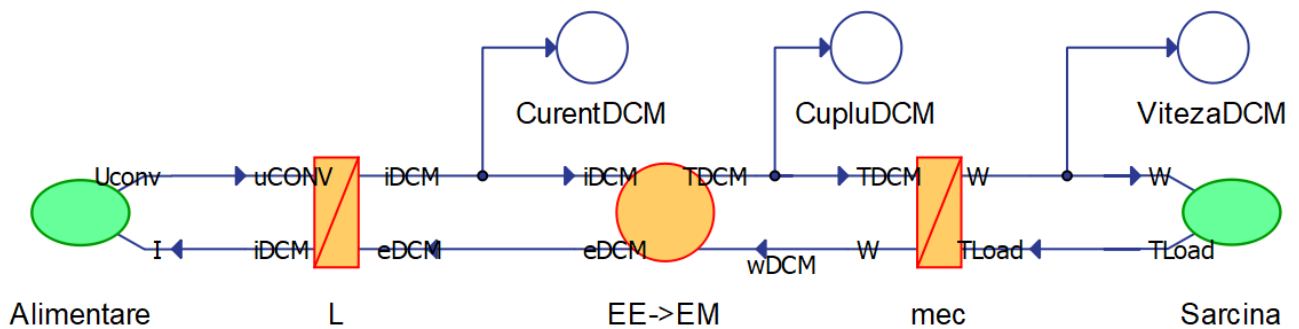 CurentDCM
CupluDCM
VitezaDCM
Uconv uCONV iDCM iDCM TDCM TDCM W W
I iDCM eDCM eDCM wDCM W TLoad TLoad
Alimentare L EE->EM mec Sarcina